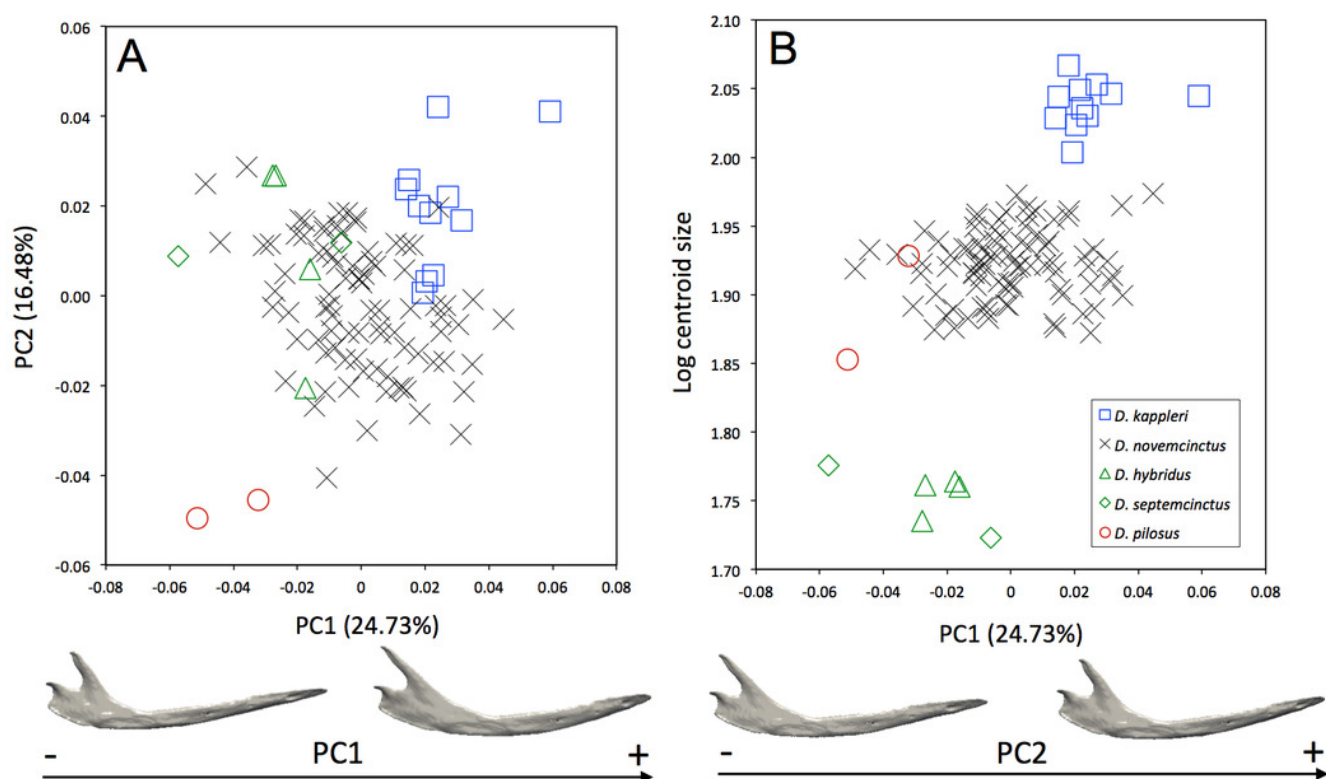 A
0.06
0.04
0.02
0.00
-0.02
-0.04
-0.06
PC2 (16.48%)
-0.08 -0.06 -0.04 -0.02 0 0.02 0.04 0.06 0.08
PC1 (24.73%)
B
2.10
2.05
2.00
1.95
1.90
1.85
1.80
1.75
1.70
Log centroid size
D. kappleri
D. novemcinctus
D. hybridus
D. septemcinctus
D. pilosus
-0.08 -0.06 -0.04 -0.02 0 0.02 0.04 0.06 0.08
PC1 (24.73%)
- PC1 +
- PC2 +